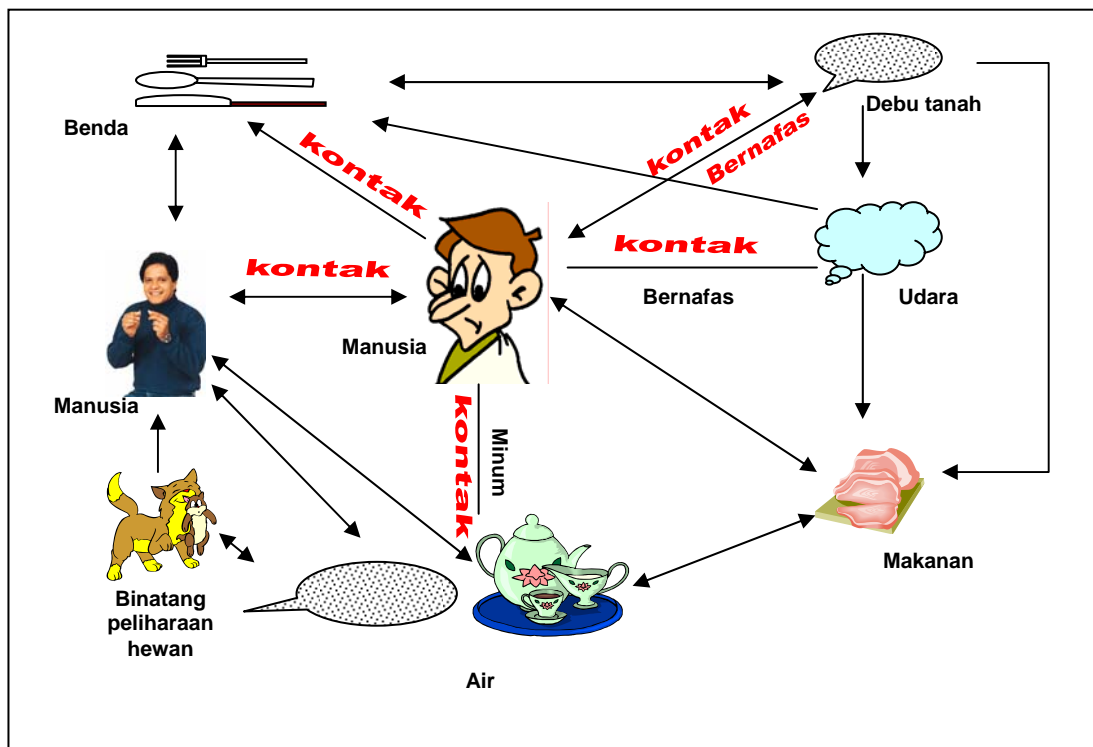 Debu tanah
Benda
kontak
kontak
Bernafas
kontak
kontak
Bernafas
Udara
Manusia
Manusia
kontak
Minum
Makanan
Binatang
peliharaan
hewan
Air